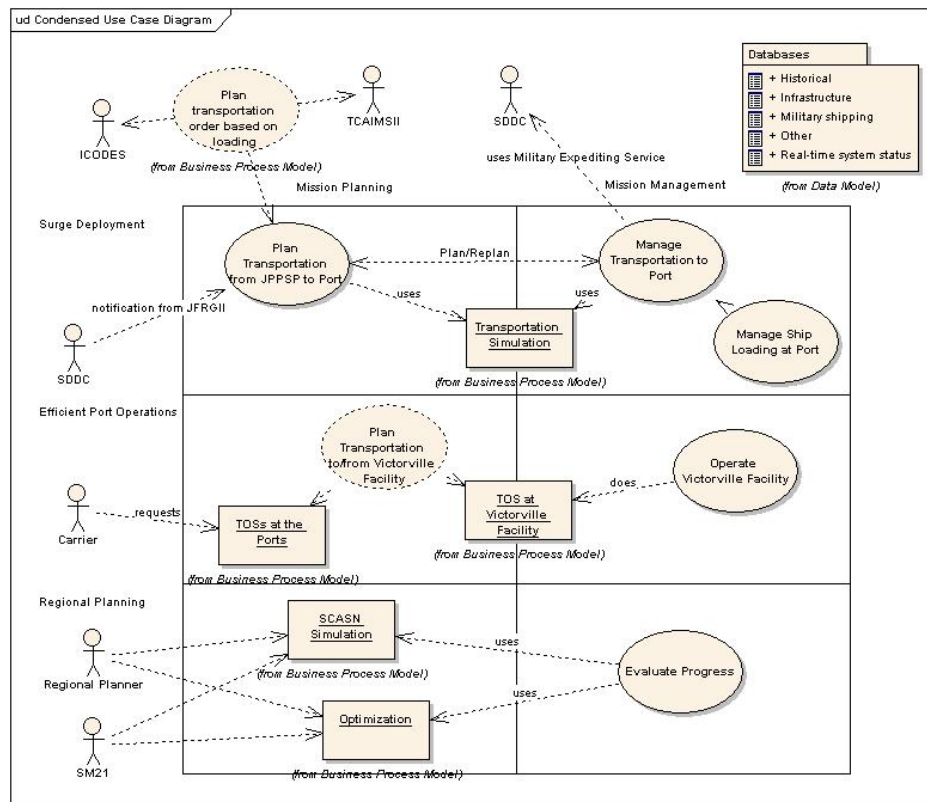 ud Condensed Use Case Diagram
Databases
+ Historical
+ Infrastructure
+ Military shipping
+ Other
+ Real-time system status
(from Data Model)
Plan
transportation
order based on
loading
(from Business Process Model)
ICODES
TCAIMSII
SDDC
uses Military Expediting Service
Mission Planning
Mission Management
Surge Deployment
Plan
Transportation
from JPPSP to Port
Plan/Replan
Manage
Transportation to
Port
notification from JFRGII
uses
uses
SDDC
Transportation
Simulation
(from Business Process Model)
Manage Ship
Loading at Port
Efficient Port Operations
Plan
Transportation
to/from Victorville
Facility
Operate
Victorville Facility
does
Carrier
requests
TOSs at the
Ports
(from Business Process Model)
TOS at
Victorville
Facility
(from Business Process Model)
Regional Planning
SCASN
Simulation
(from Business Process Model)
uses
Evaluate Progress
uses
Regional Planner
Optimization
(from Business Process Model)
SM21